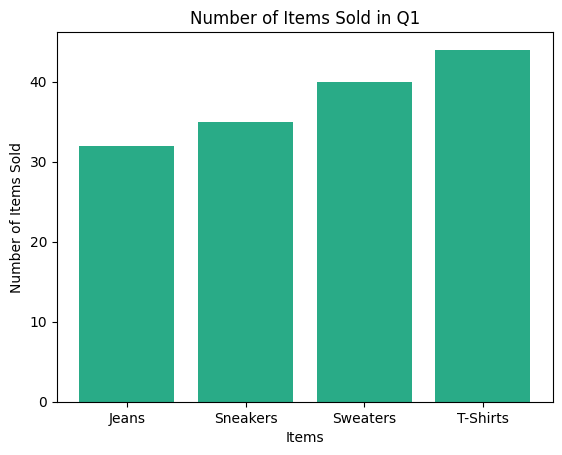 Number of Items Sold in Q1
Number of Items Sold
40
30
20
10
0
Jeans Sneakers Sweaters T-Shirts
Items